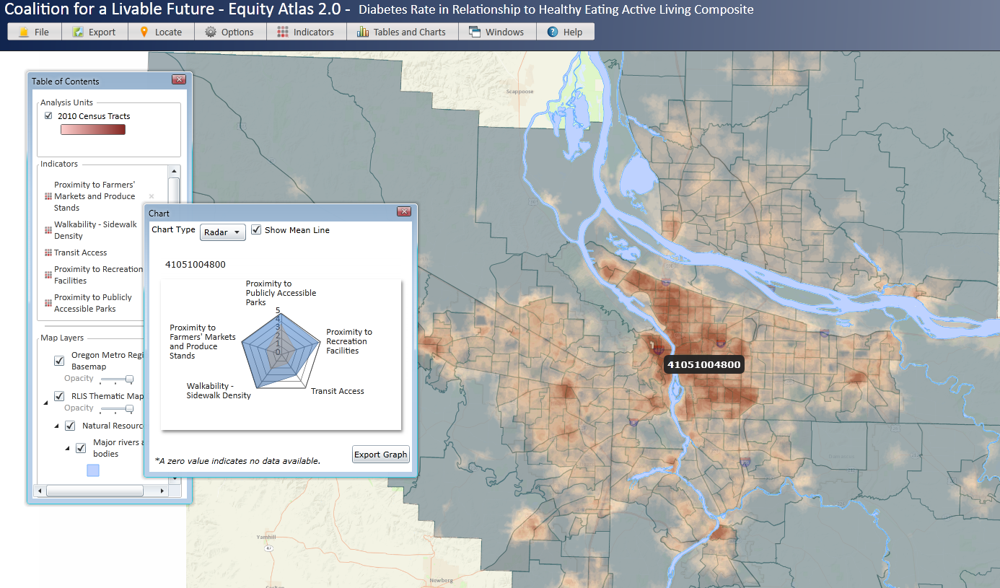 Coalition for a Livable Future - Equity Atlas 2.0 - Diabetes Rate in Relationship to Healthy Eating Active Living Composite
File Export Locate Options Indicators Tables and Charts Windows Help
Table of Contents
Analysis Units
2010 Census Tracts
Indicators
Proximity to Farmers'
Markets and Produce
Stands
Walkability - Sidewalk
Density
Transit Access
Proximity to Recreation
Facilities
Proximity to Publicly
Accessible Parks
Map Layers
Oregon Metro Regi
Basemap
Opacity
RLIS Thematic Map
Opacity
Natural Resourc
Major rivers a
bodies
Chart
Chart Type Radar Show Mean Line
41051004800
Proximity to
Publicly Accessible
Parks
5
4
3
2
1
0
Proximity to
Recreation
Facilities
Transit Access
Walkability -
Sidewalk Density
Proximity to
Farmers' Markets
and Produce
Stands
*A zero value indicates no data available.
Export Graph
Scappoose
41051004800
Yamhill
47
Newberg